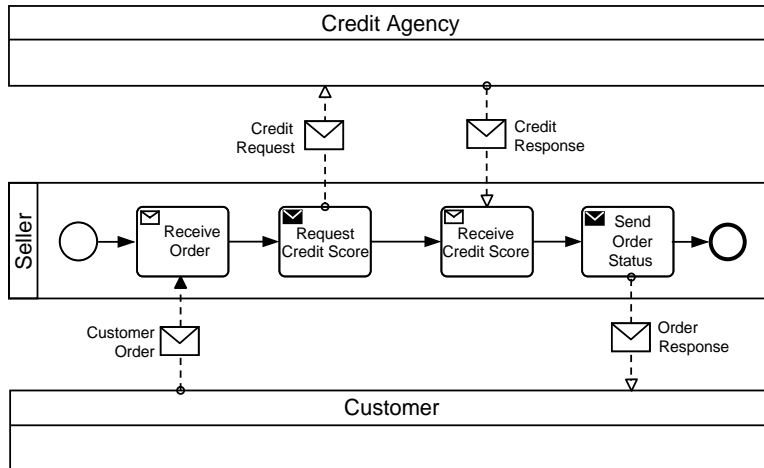 Credit Agency
Credit
Request
Credit
Response
Seller
Receive
Order
Request
Credit Score
Receive
Credit Score
Send
Order
Status
Customer
Order
Order
Response
Customer